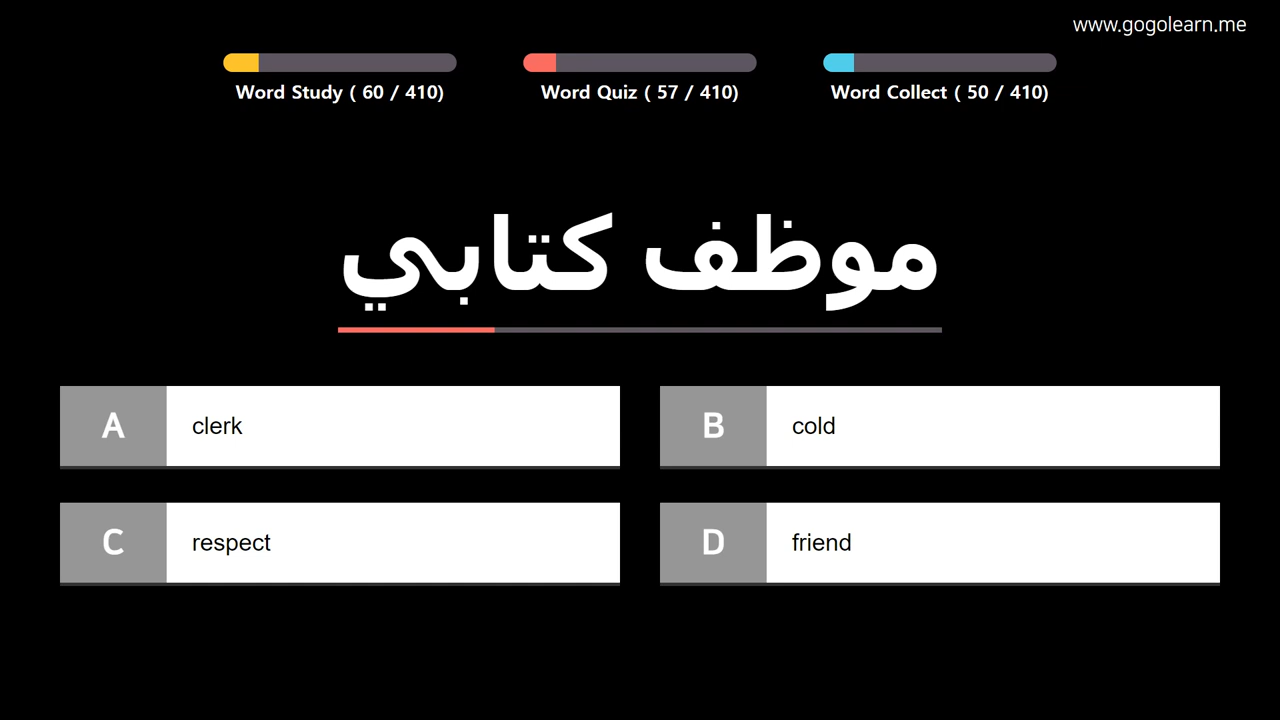 www.gogolearn.me
Word Study ( 60 / 410)
Word Quiz ( 57 / 410)
Word Collect ( 50 / 410)
موظف كتابي
A clerk
B cold
C respect
D friend